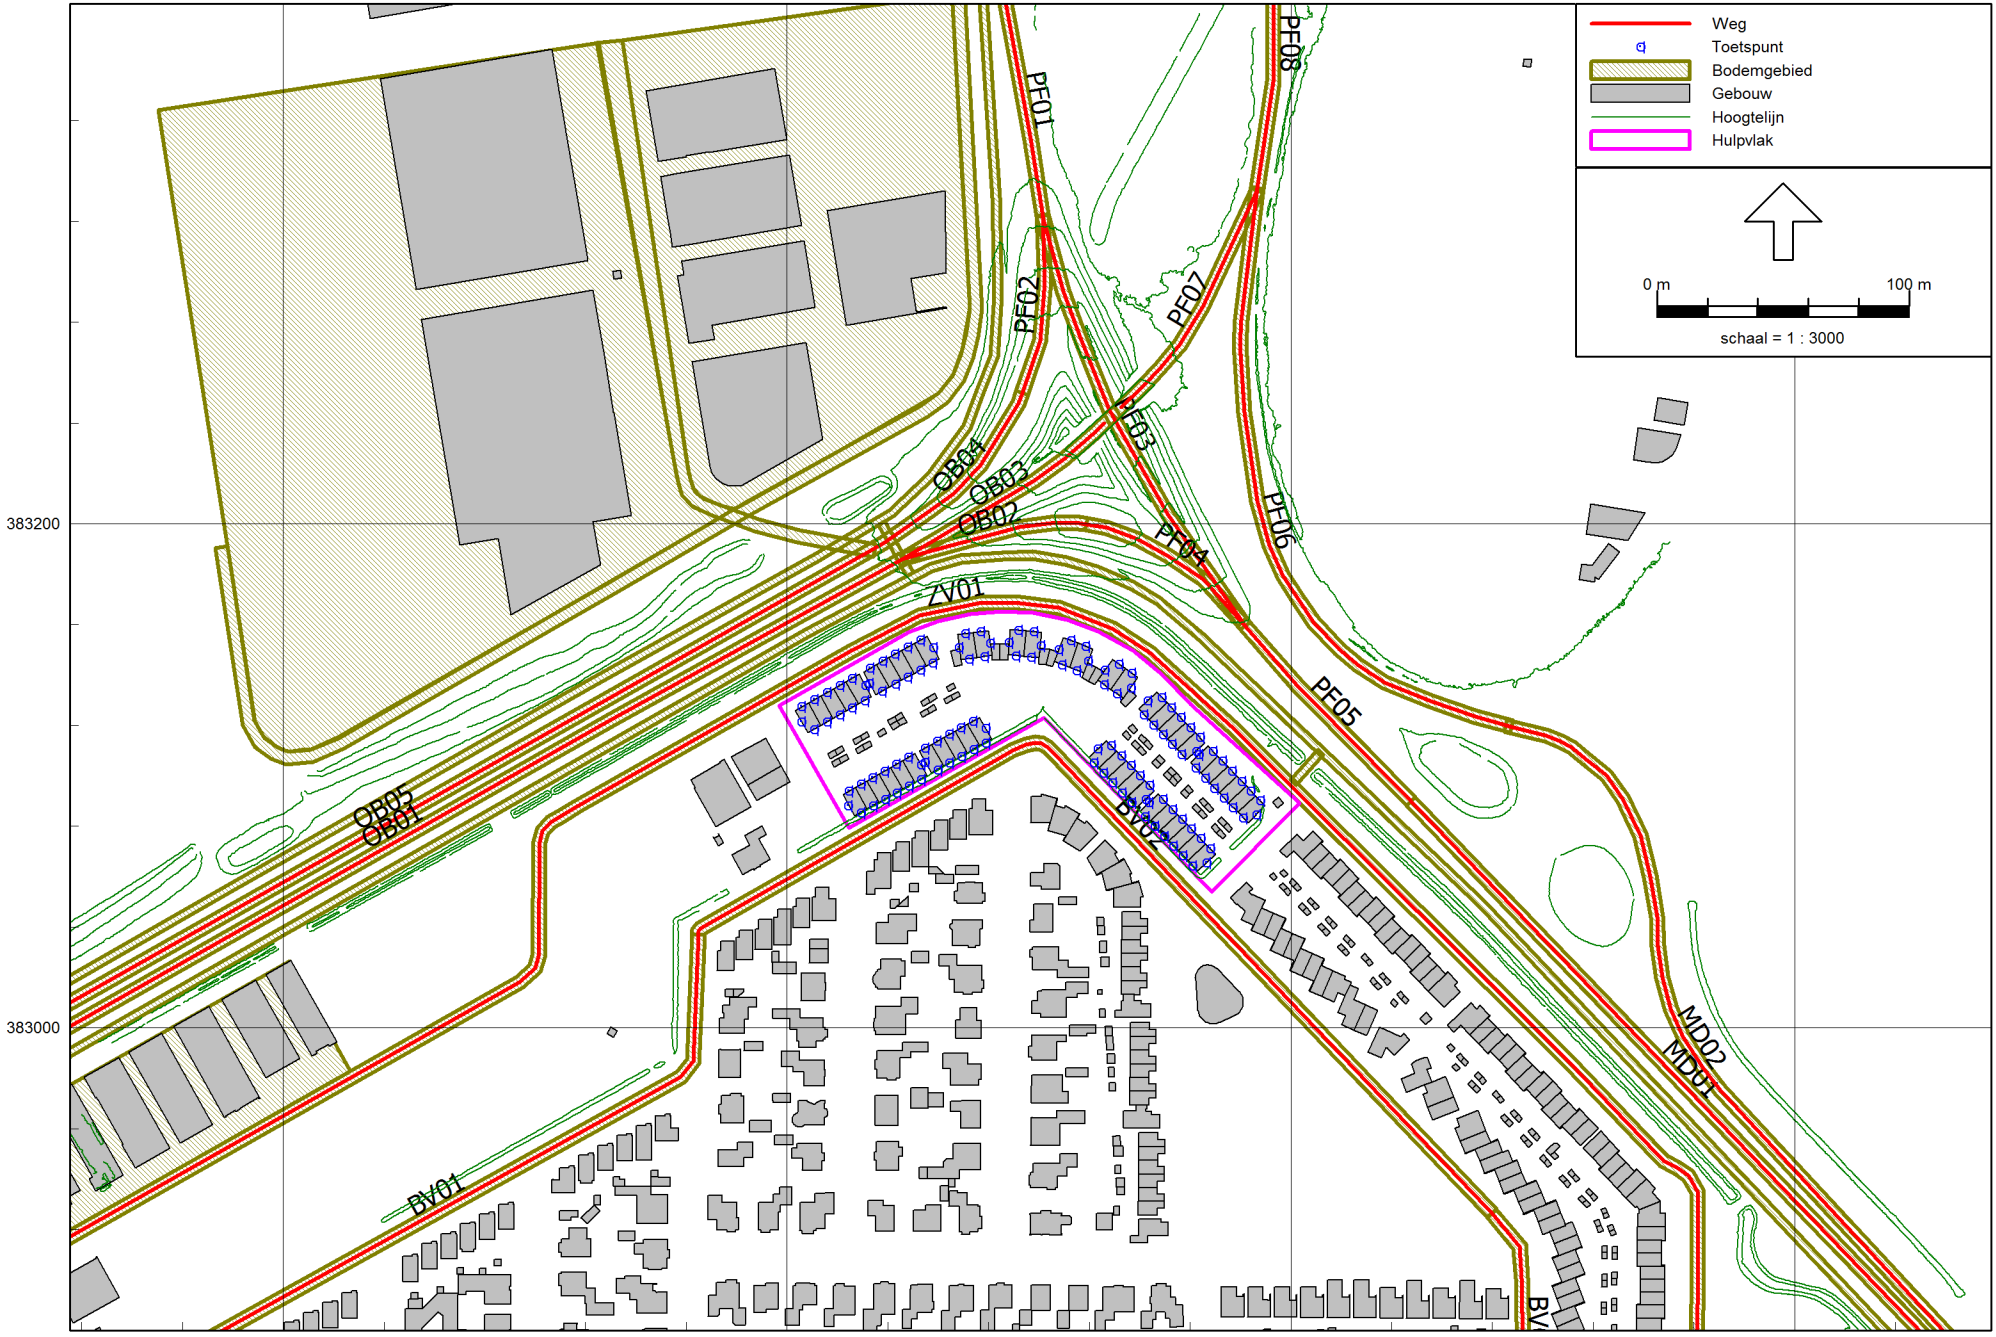 Weg
Toetspunt
Bodemgebied
Gebouw
Hoogtelijn
Hulpvlak
0 m 100 m
schaal = 1 : 3000
PF08
PF01
PF07
PF02
PF03
OB04
OB03
OB02
PF06
PF04
383200
ZV01
PF05
OB05
OB01
BV02
383000
MD02
MD01
BV01